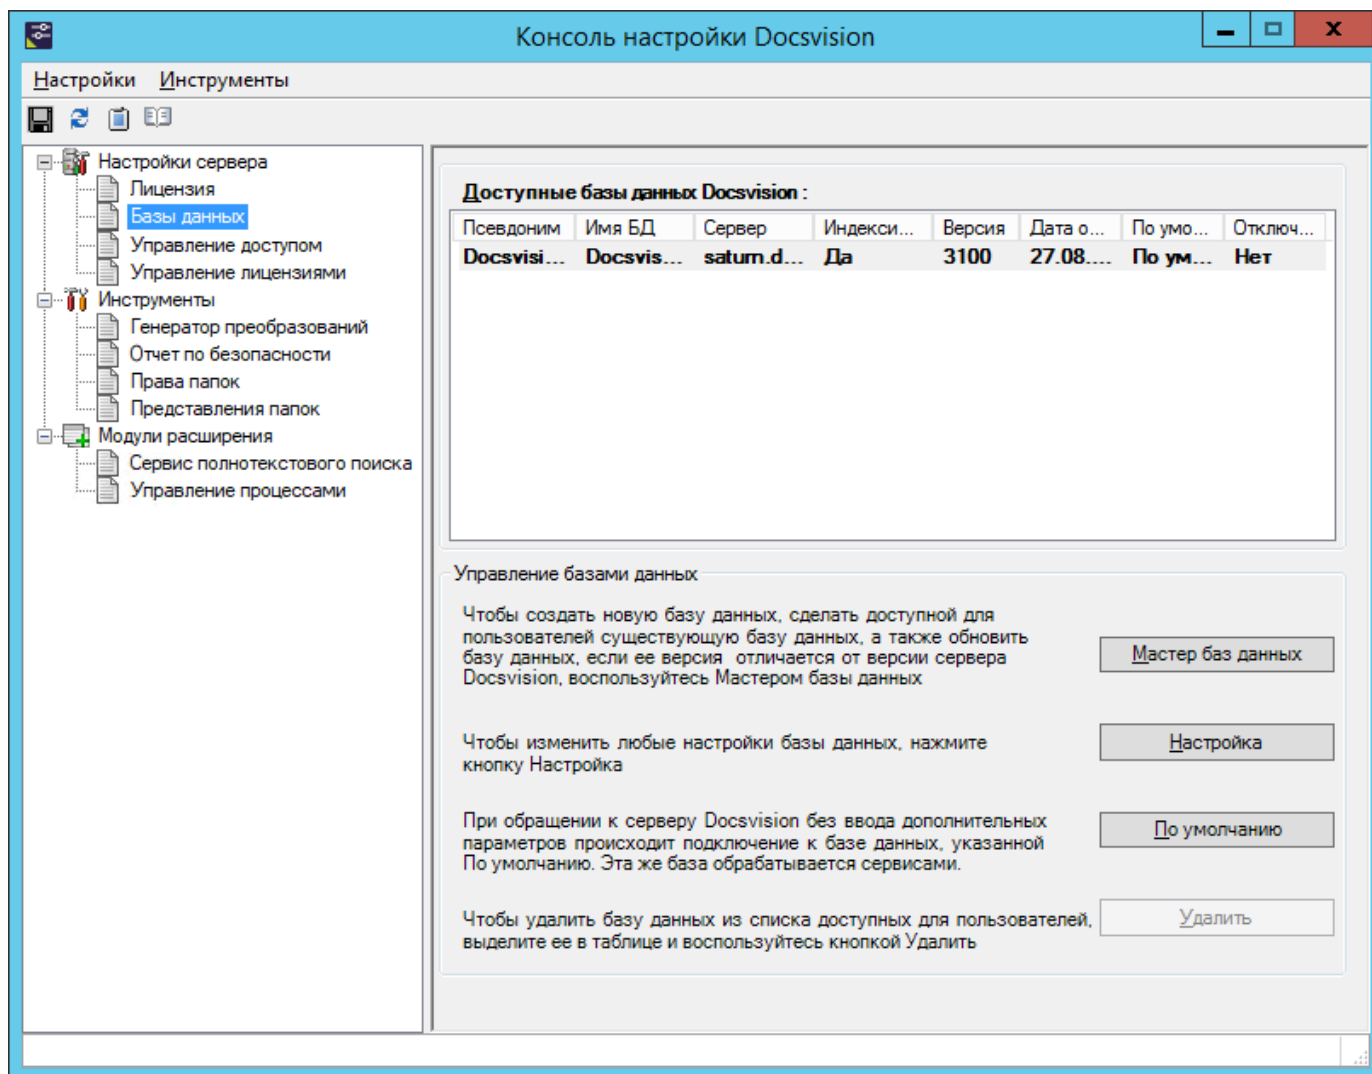 Консоль настройки Docsvision
Настройки Инструменты
Настройки сервера
Лицензия
Базы данных
Управление доступом
Управление лицензиями
Инструменты
Генератор преобразований
Отчет по безопасности
Права папок
Представления папок
Модули расширения
Сервис полнотекстового поиска
Управление процессами
Доступные базы данных Docsvision :
Псевдоним Имя БД Сервер Индекси... Версия Дата о... По умо... Отключ...
Docsvisi... Docsvis... saturn.d... Да 3100 27.08.... По ум... Нет
Управление базами данных
Чтобы создать новую базу данных, сделать доступной для
пользователей существующую базу данных, а также обновить
базу данных, если ее версия отличается от версии сервера
Docsvision, воспользуйтесь Мастером базы данных
Мастер баз данных
Чтобы изменить любые настройки базы данных, нажмите
кнопку Настройка
Настройка
При обращении к серверу Docsvision без ввода дополнительных
параметров происходит подключение к базе данных, указанной
По умолчанию. Эта же база обрабатывается сервисами.
По умолчанию
Чтобы удалить базу данных из списка доступных для пользователей,
выделите ее в таблице и воспользуйтесь кнопкой Удалить
Удалить